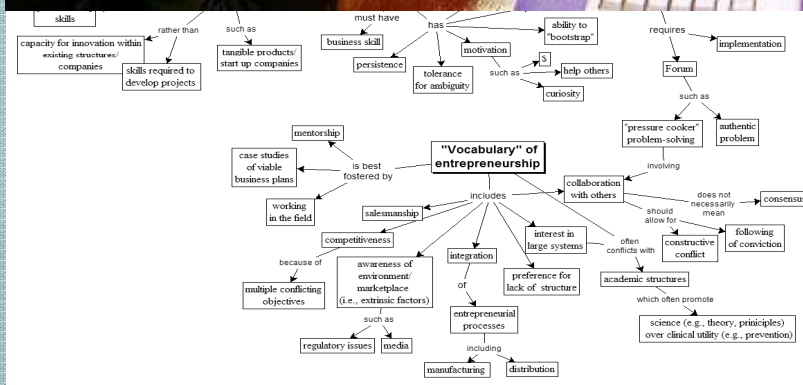 skills
rather than
such as
must have
has
ability to
"bootstrap"
requires
implementation
capacity for innovation within
existing structures/
companies
skills required to
develop projects
tangible products/
start up companies
business skill
persistence
tolerance
for ambiguity
motivation
such as
$
help others
curiosity
Forum
such as
"pressure cooker"
problem-solving
authentic
problem
involving
mentorship
case studies
of viable
business plans
working
in the field
is best
fostered by
"Vocabulary" of
entrepreneurship
includes
collaboration
with others
does not
necessarily
mean
consensus
should
allow for
constructive
conflict
following
of conviction
salesmanship
competitiveness
because of
multiple conflicting
objectives
awareness of
environment/
marketplace
(i.e., extrinsic factors)
such as
regulatory issues
media
integration
of
entrepreneurial
processes
including
manufacturing
distribution
preference for
lack of structure
interest in
large systems
often
conflicts with
academic structures
which often promote
science (e.g., theory, priniciples)
over clinical utility (e.g., prevention)